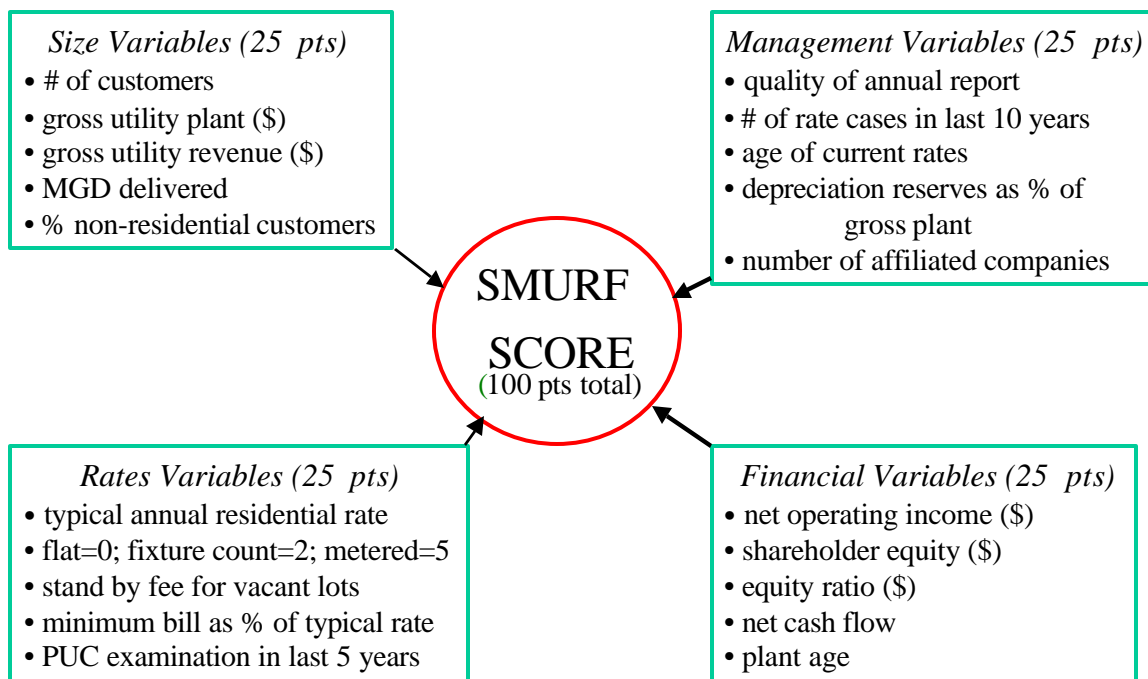 Size Variables (25 pts)
• # of customers
• gross utility plant ($)
• gross utility revenue ($)
• MGD delivered
• % non-residential customers
Management Variables (25 pts)
• quality of annual report
• # of rate cases in last 10 years
• age of current rates
• depreciation reserves as % of
gross plant
• number of affiliated companies
SMURF
SCORE
(100 pts total)
Rates Variables (25 pts)
• typical annual residential rate
• flat=0; fixture count=2; metered=5
• stand by fee for vacant lots
• minimum bill as % of typical rate
• PUC examination in last 5 years
Financial Variables (25 pts)
• net operating income ($)
• shareholder equity ($)
• equity ratio ($)
• net cash flow
• plant age